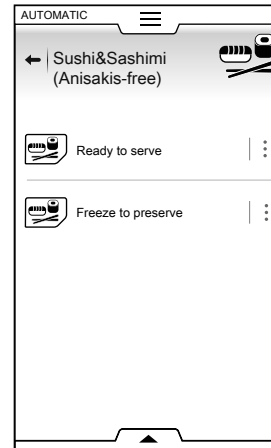 AUTOMATIC
Sushi&Sashimi
(Anisakis-free)
Ready to serve
Freeze to preserve